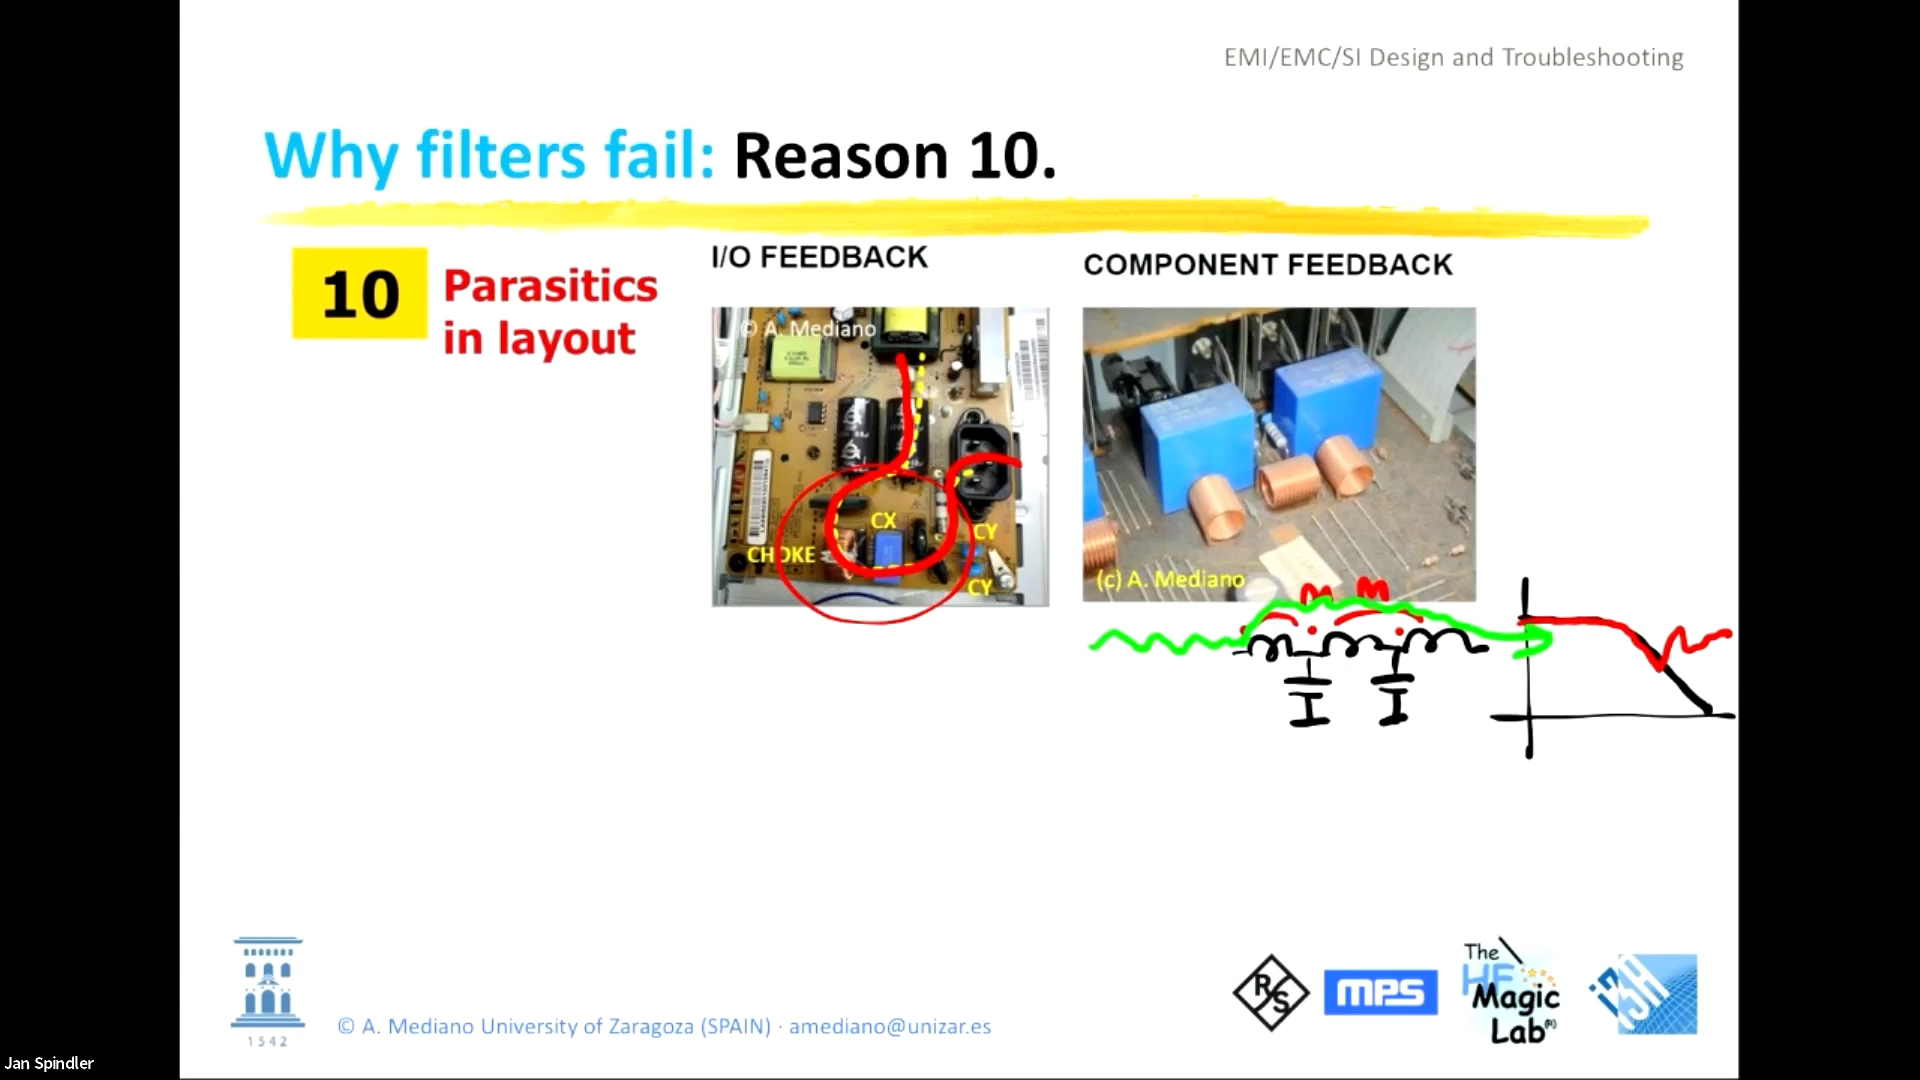 EMI/EMC/SI Design and Troubleshooting
Why filters fail: Reason 10.
10
Parasitics
in layout
I/O FEEDBACK
COMPONENT FEEDBACK
© A. Mediano
CX
CHOKE
CY
CY
(c) A. Mediano
M M
R S
MPS
The
HF
Magic
Lab(R)
1542
© A. Mediano University of Zaragoza (SPAIN) · amediano@unizar.es
Jan Spindler